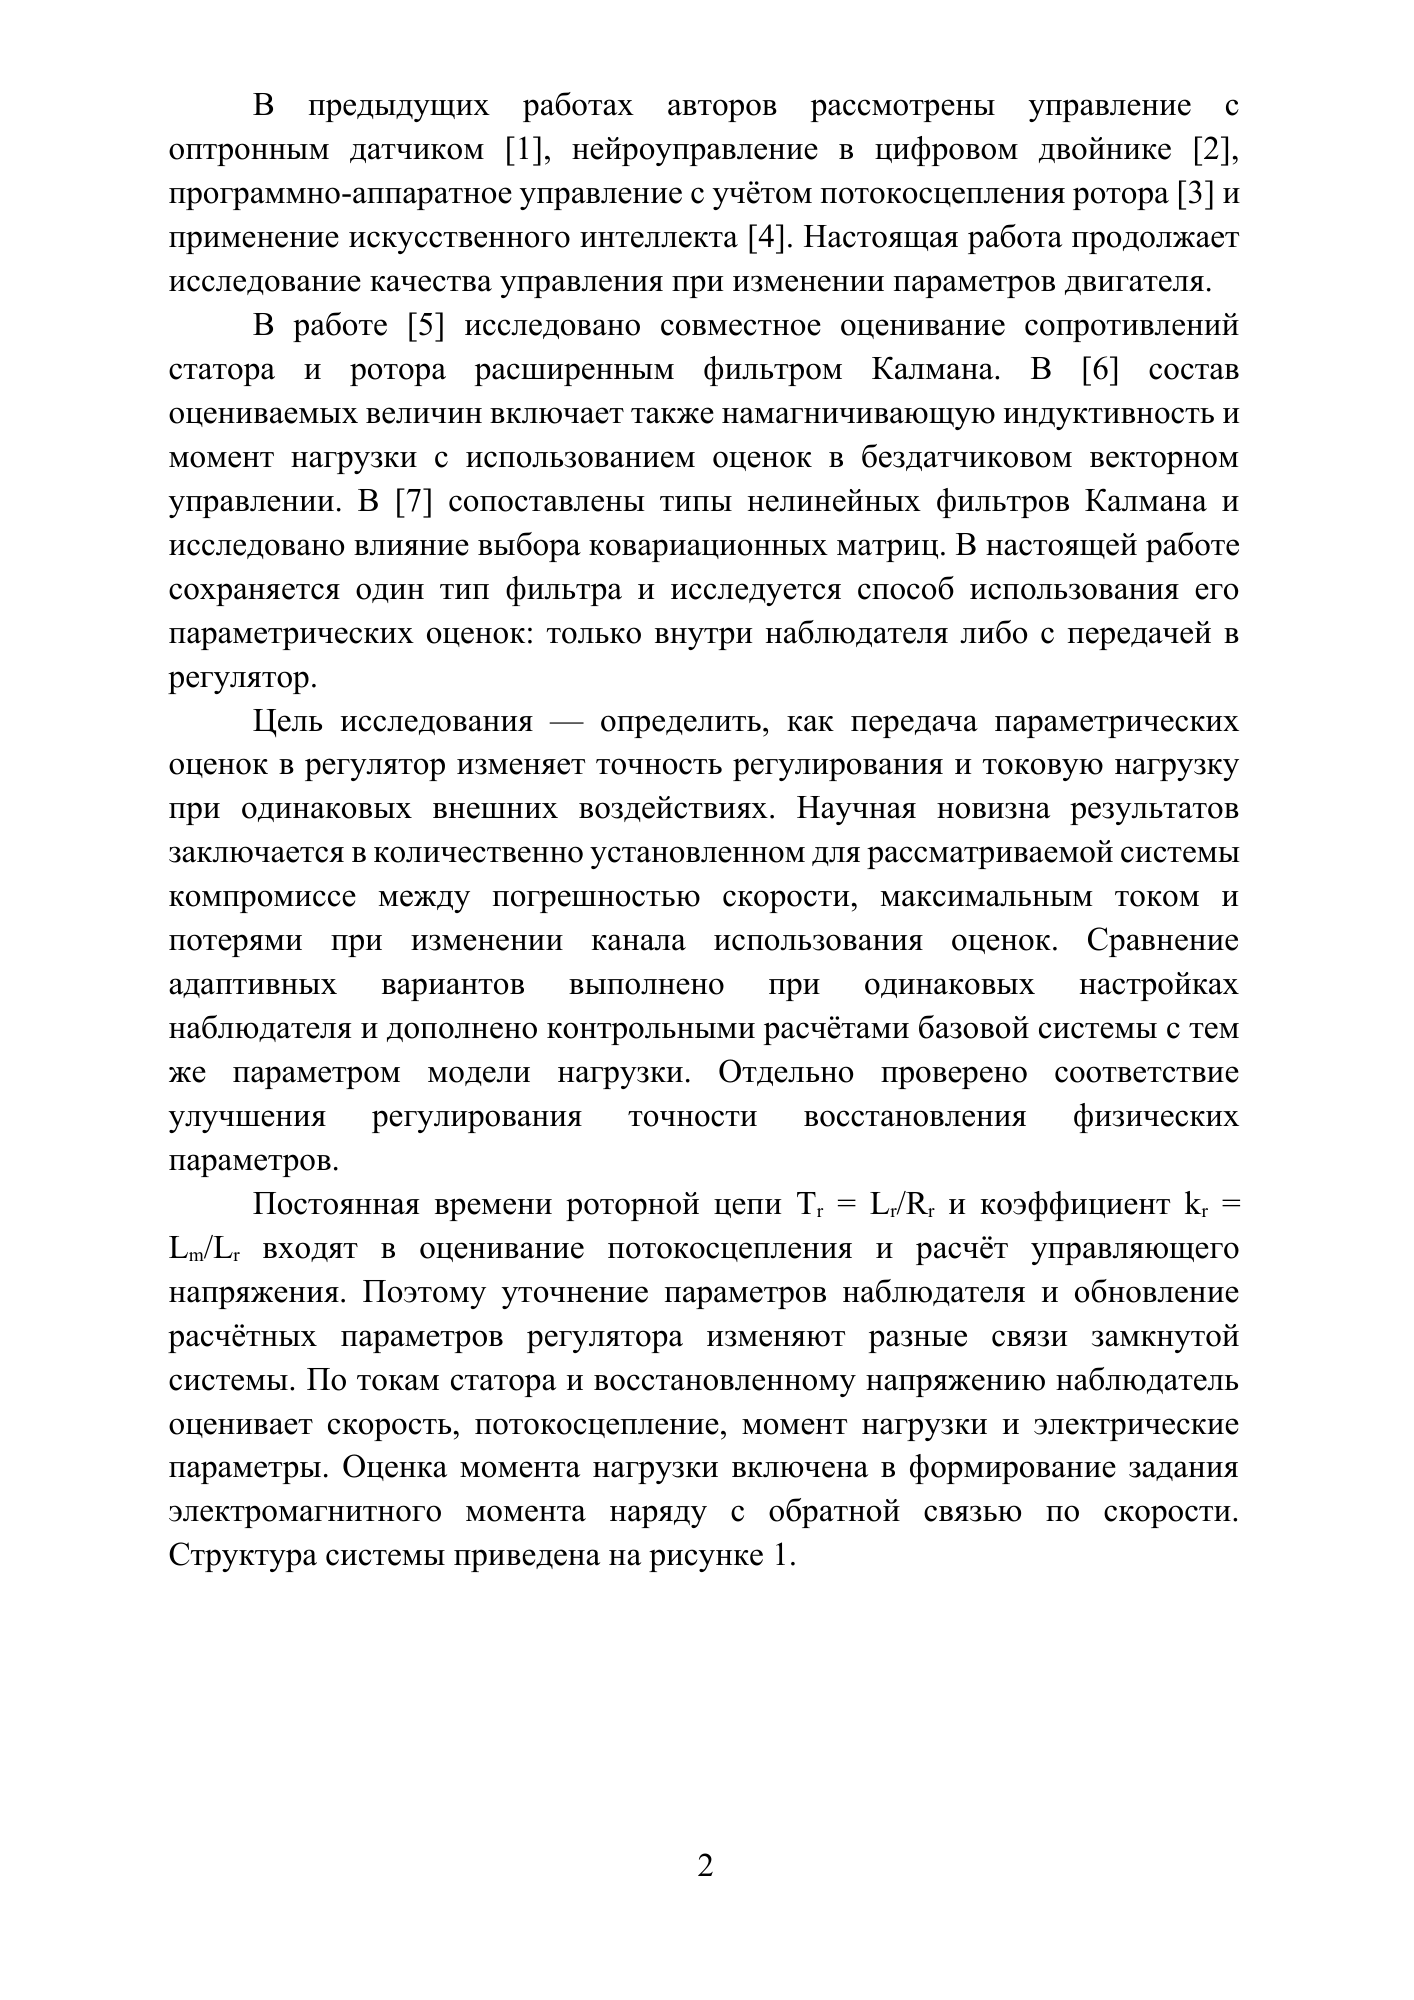 В предыдущих работах авторов рассмотрены управление с
оптронным датчиком [1], нейроуправление в цифровом двойнике [2],
программно-аппаратное управление с учётом потокосцепления ротора [3] и
применение искусственного интеллекта [4]. Настоящая работа продолжает
исследование качества управления при изменении параметров двигателя.
В работе [5] исследовано совместное оценивание сопротивлений
статора и ротора расширенным фильтром Калмана. В [6] состав
оцениваемых величин включает также намагничивающую индуктивность и
момент нагрузки с использованием оценок в бездатчиковом векторном
управлении. В [7] сопоставлены типы нелинейных фильтров Калмана и
исследовано влияние выбора ковариационных матриц. В настоящей работе
сохраняется один тип фильтра и исследуется способ использования его
параметрических оценок: только внутри наблюдателя либо с передачей в
регулятор.
Цель исследования — определить, как передача параметрических
оценок в регулятор изменяет точность регулирования и токовую нагрузку
при одинаковых внешних воздействиях. Научная новизна результатов
заключается в количественно установленном для рассматриваемой системы
компромиссе между погрешностью скорости, максимальным током и
потерями при изменении канала использования оценок. Сравнение
адаптивных вариантов выполнено при одинаковых настройках
наблюдателя и дополнено контрольными расчётами базовой системы с тем
же параметром модели нагрузки. Отдельно проверено соответствие
улучшения регулирования точности восстановления физических
параметров.
Постоянная времени роторной цепи Tᵣ = Lᵣ/Rᵣ и коэффициент kᵣ =
Lₘ/Lᵣ входят в оценивание потокосцепления и расчёт управляющего
напряжения. Поэтому уточнение параметров наблюдателя и обновление
расчётных параметров регулятора изменяют разные связи замкнутой
системы. По токам статора и восстановленному напряжению наблюдатель
оценивает скорость, потокосцепление, момент нагрузки и электрические
параметры. Оценка момента нагрузки включена в формирование задания
электромагнитного момента наряду с обратной связью по скорости.
Структура системы приведена на рисунке 1.
2